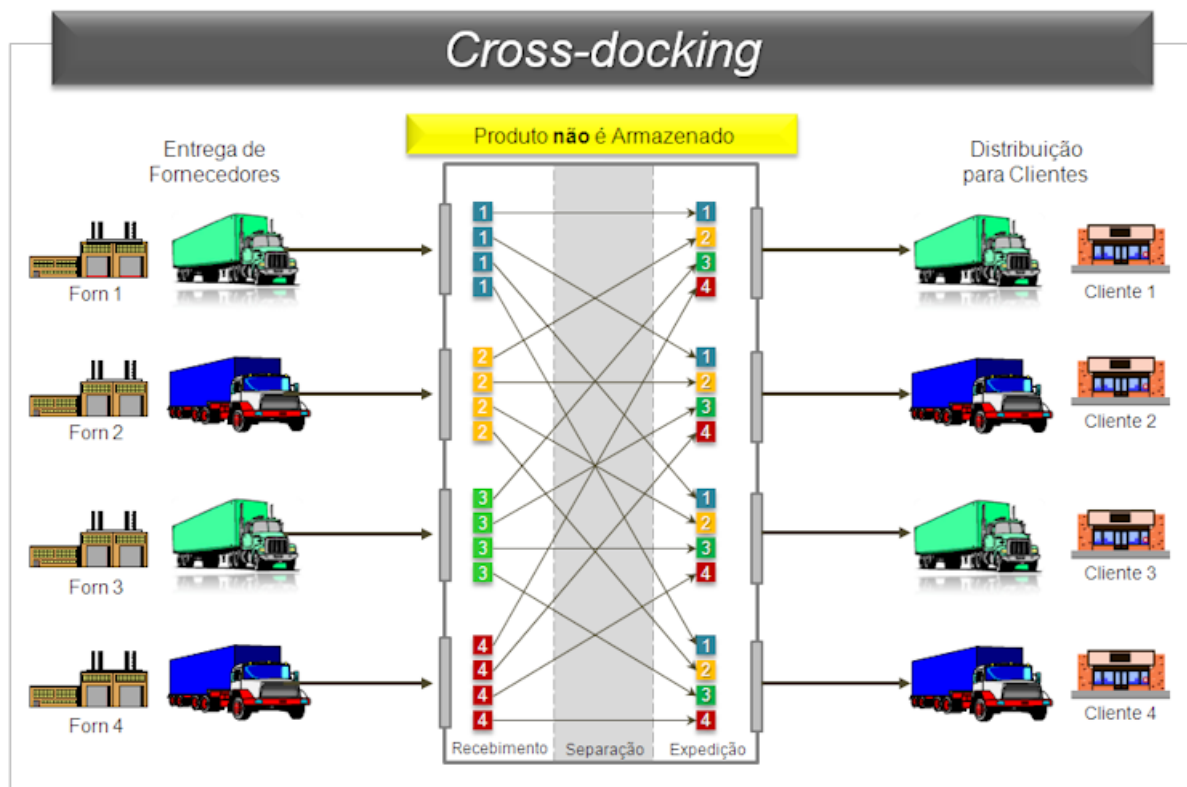 Cross-docking
Produto não é Armazenado
Entrega de
Fornecedores
Distribuição
para Clientes
Forn 1
1
1
1
1
1
2
3
4
Cliente 1
Forn 2
2
2
2
2
1
2
3
4
Cliente 2
Forn 3
3
3
3
3
1
2
3
4
Cliente 3
Forn 4
4
4
4
4
1
2
3
4
Cliente 4
Recebimento
Separação
Expedição